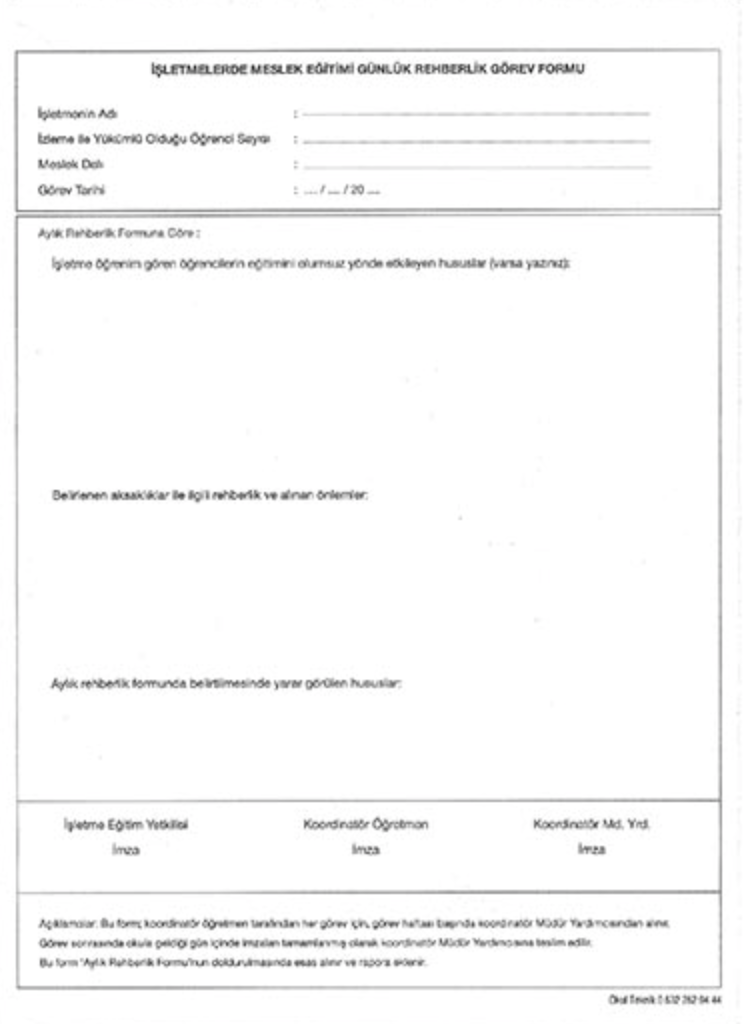 İŞLETMELERDE MESLEK EĞİTİMİ GÜNLÜK REHBERLİK GÖREV FORMU
İşletmenin Adı :
İzleme ile Yükümlü Olduğu Öğrenci Sayısı :
Meslek Dalı :
Görev Tarihi : .... / .... / 20 ....
Aylık Rehberlik Formuna Göre :
İşletme öğrenim gören öğrencilerin eğitimini olumsuz yönde etkileyen hususlar (varsa yazınız):
Belirlenen aksaklıklar ile ilgili rehberlik ve alınan önlemler:
Aylık rehberlik formunda belirtilmesinde yarar görülen hususlar:
İşletme Eğitim Yetkilisi Koordinatör Öğretmen Koordinatör Md. Yrd.
İmza İmza İmza
Açıklamalar: Bu form; koordinatör öğretmen tarafından her görev için, görev haftası başında koordinatör Müdür Yardımcısından alınır.
Görev sonrasında okula geldiği gün içinde imzaları tamamlanmış olarak koordinatör Müdür Yardımcısına teslim edilir.
Bu form "Aylık Rehberlik Formu"nun doldurulmasında esas alınır ve rapora eklenir.
Okul Teknik